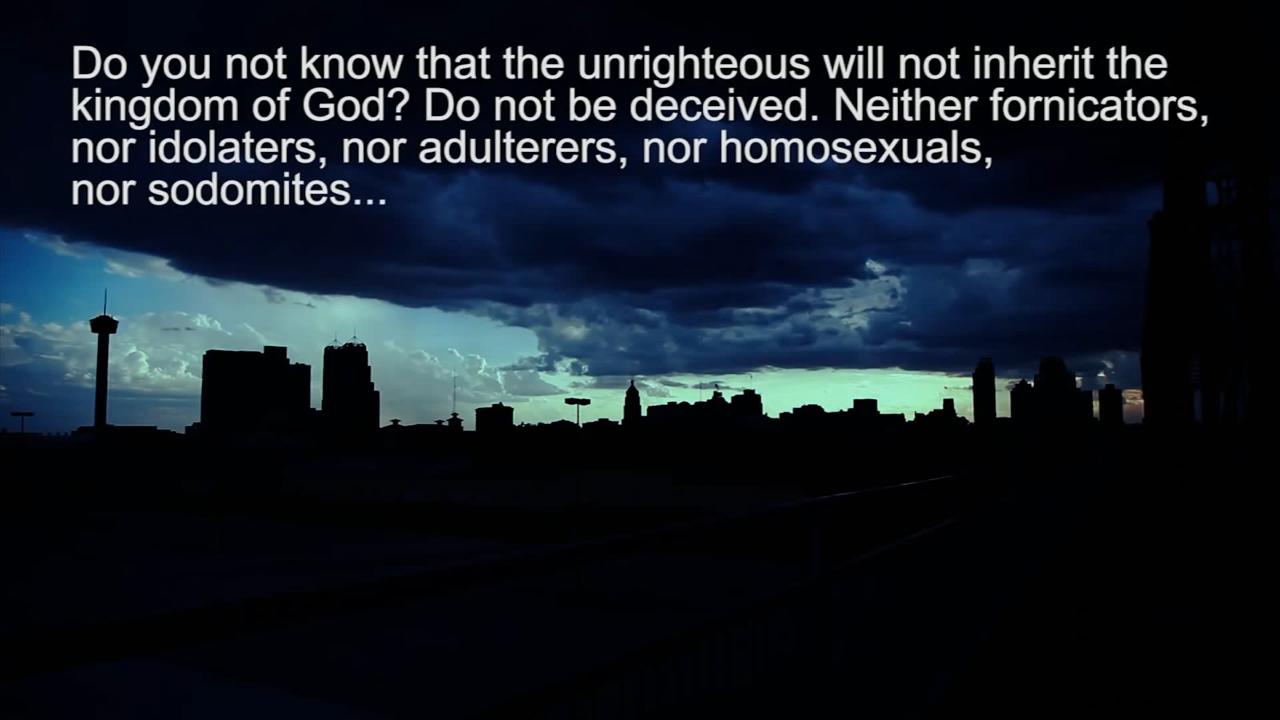 Do you not know that the unrighteous will not inherit the
kingdom of God? Do not be deceived. Neither fornicators,
nor idolaters, nor adulterers, nor homosexuals,
nor sodomites...